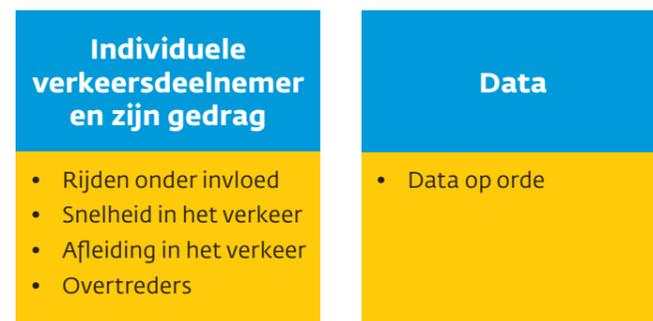 Individuele
verkeersdeelnemer
en zijn gedrag
• Rijden onder invloed
• Snelheid in het verkeer
• Afleiding in het verkeer
• Overtreders
Data
• Data op orde